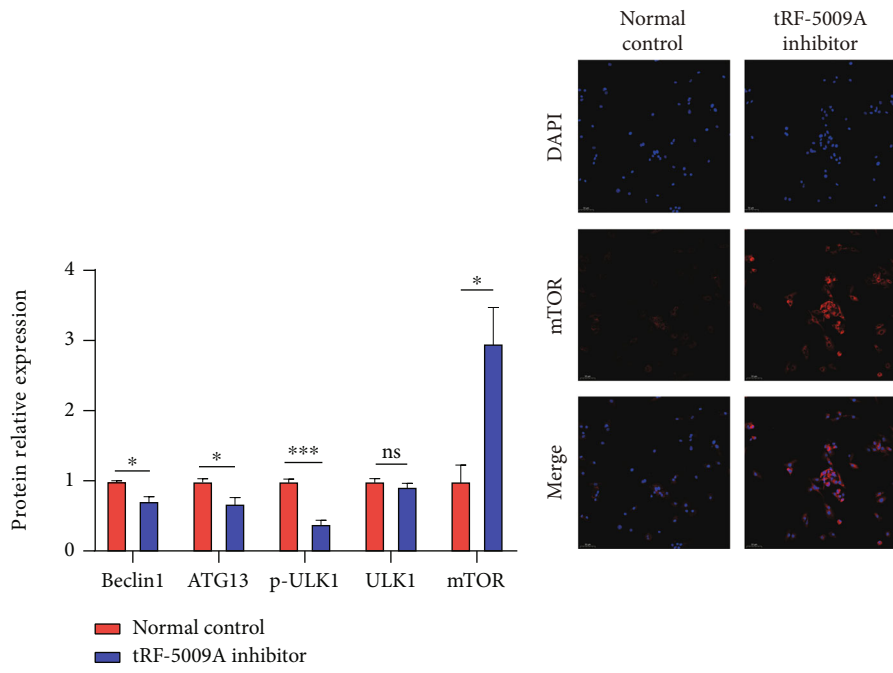 Normal
control
tRF-5009A
inhibitor
DAPI
mTOR
Merge
Protein relative expression
4
3
2
1
0
*
*
***
ns
*
Beclin1 ATG13 p-ULK1 ULK1 mTOR
Normal control
tRF-5009A inhibitor